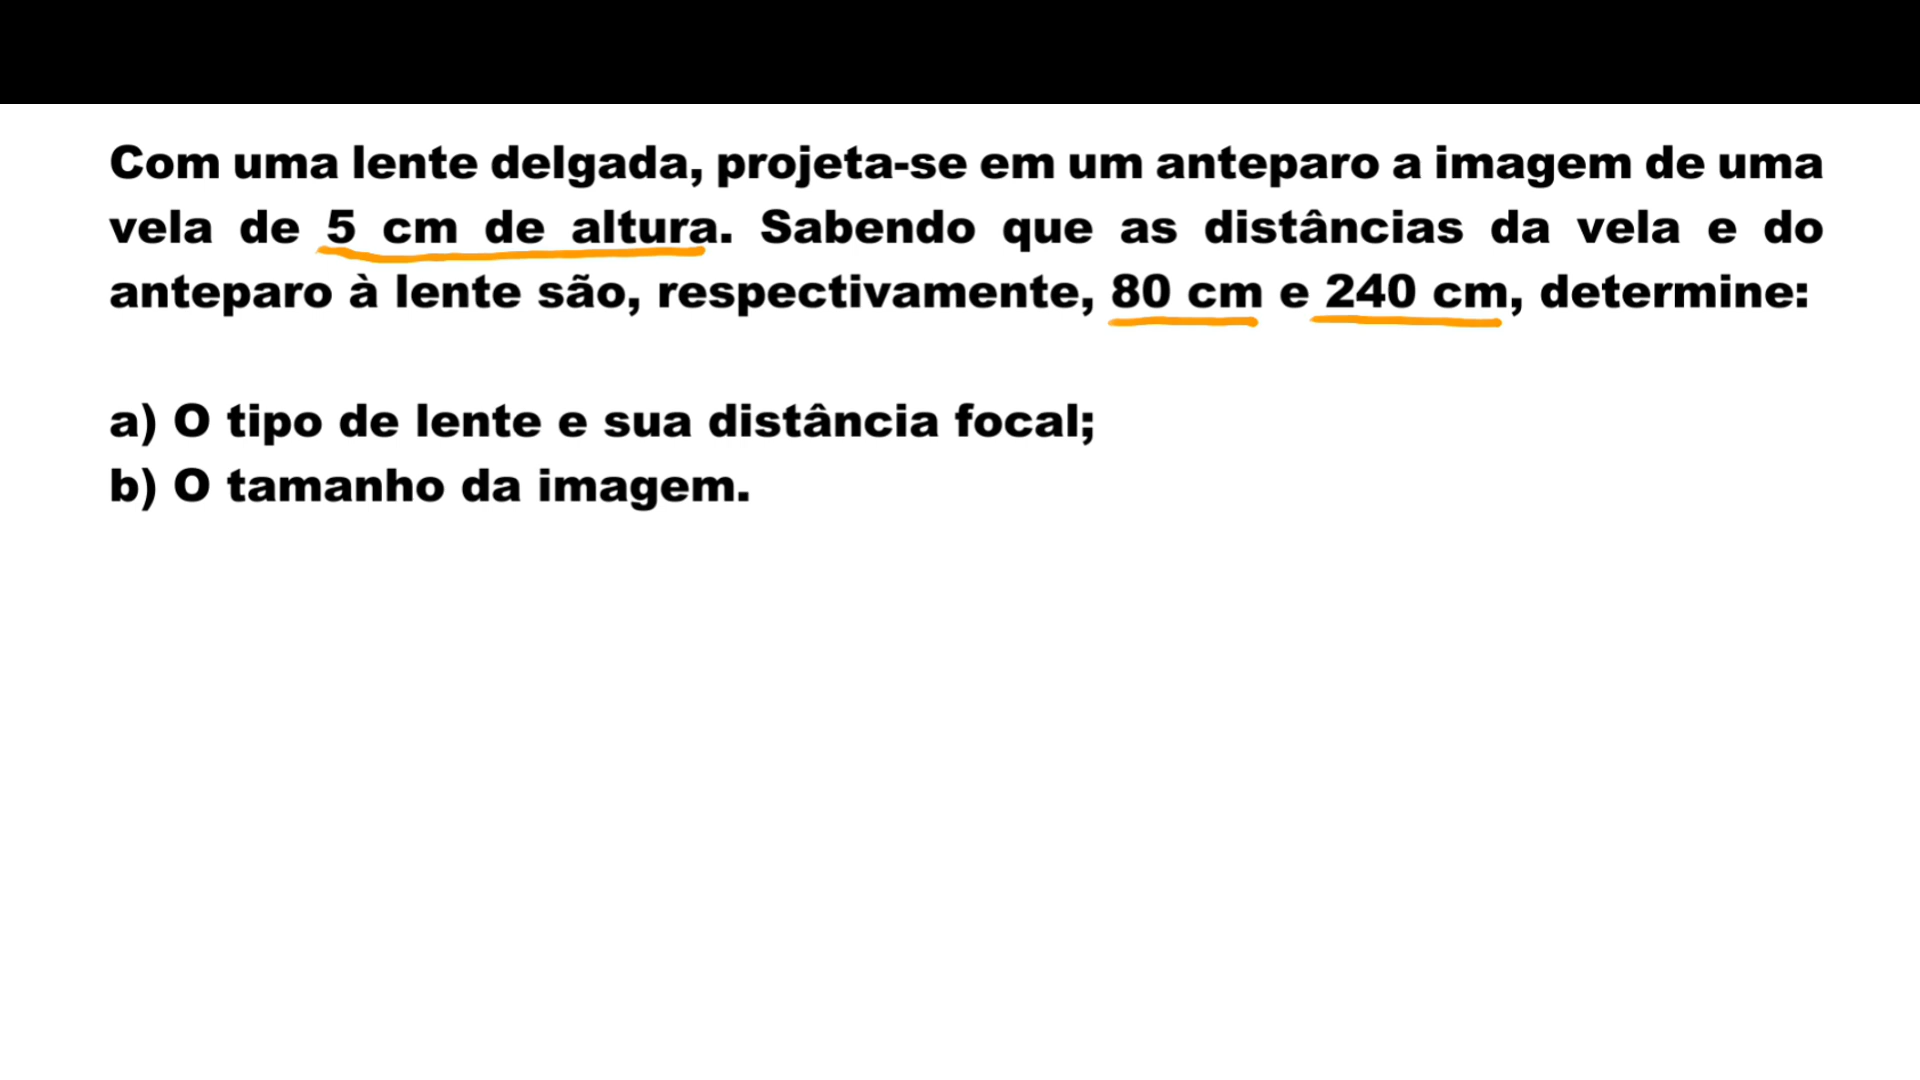 Com uma lente delgada, projeta-se em um anteparo a imagem de uma
vela de 5 cm de altura. Sabendo que as distâncias da vela e do
anteparo à lente são, respectivamente, 80 cm e 240 cm, determine:
a) O tipo de lente e sua distância focal;
b) O tamanho da imagem.